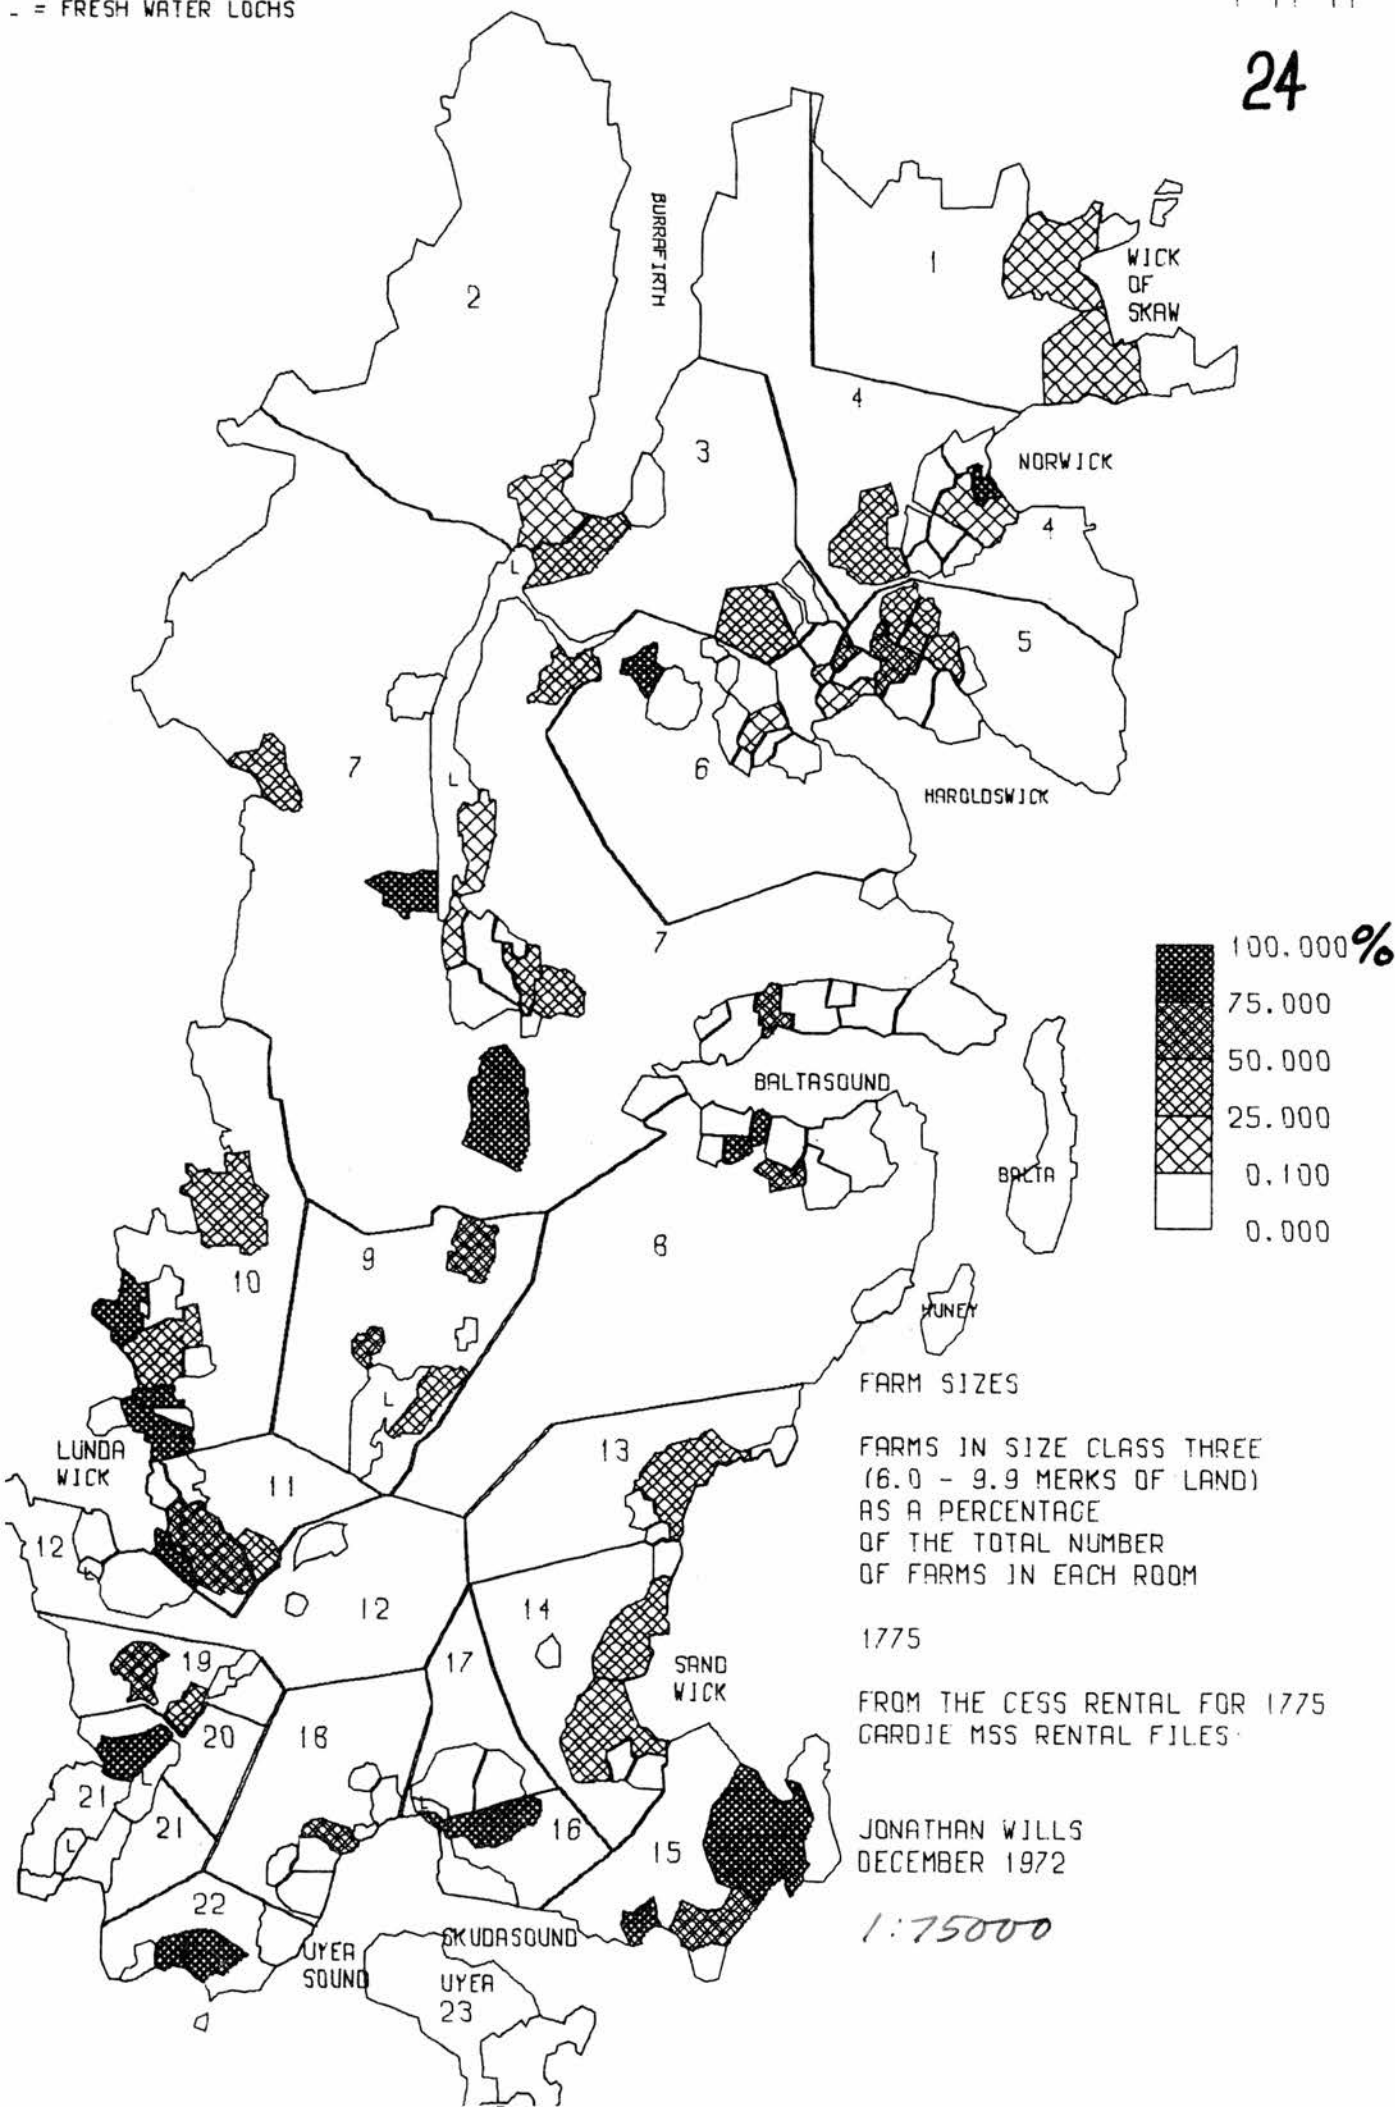 = FRESH WATER LOCHS
24
BURRAFIRTH
1
WICK
OF
SKAW
2
4
3
NORWICK
4
L
5
7
6
L
HAROLDSWICK
7
100.000%
75.000
50.000
25.000
0.100
0.000
BALTASOUND
BALTA
8
9
10
HUNEY
L
FARM SIZES
FARMS IN SIZE CLASS THREE
(6.0 - 9.9 MERKS OF LAND)
AS A PERCENTAGE
OF THE TOTAL NUMBER
OF FARMS IN EACH ROOM
1775
FROM THE CESS RENTAL FOR 1775
GARDIE MSS RENTAL FILES
JONATHAN WILLS
DECEMBER 1972
1:75000
LUNDA
WICK
13
11
12
L
12
14
17
SAND
WICK
19
20
18
21
L
L
21
L
16
15
22
UYEA
SOUND
SKUDASOUND
UYEA
23